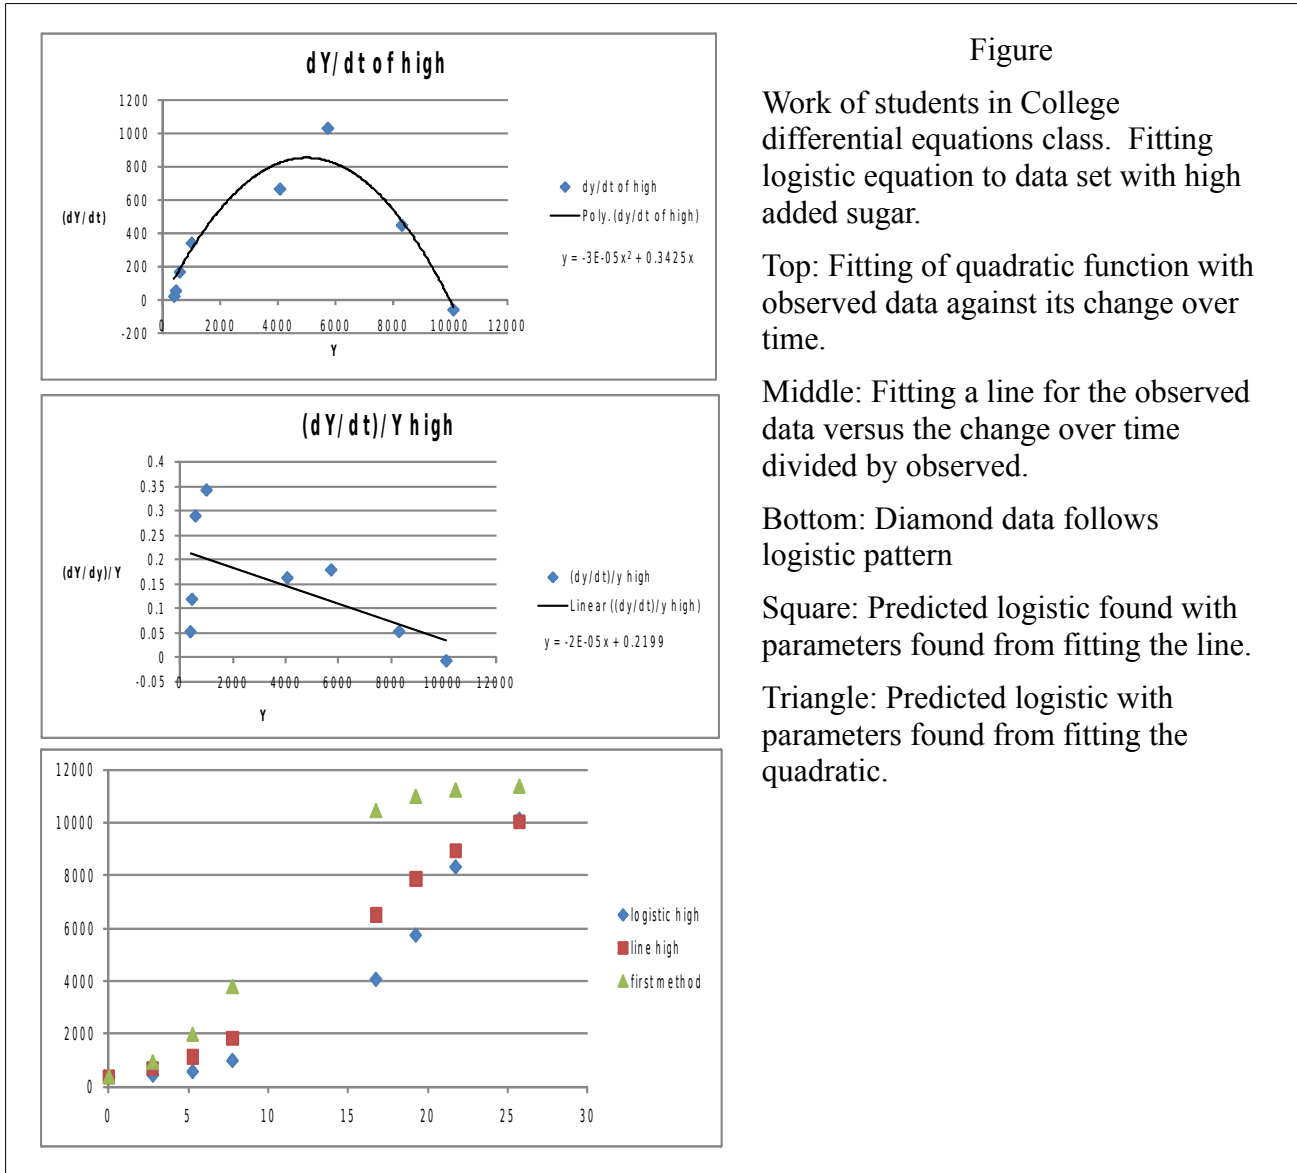 dY/dt of high
1200
1000
800
600
400
200
0
-200
(dY/dt)
0 2000 4000 6000 8000 10000 12000
Y
dy/dt of high
Poly. (dy/dt of high)
y = -3E-05x² + 0.3425x
(dY/dt)/Y high
0.4
0.35
0.3
0.25
0.2
0.15
0.1
0.05
0
-0.05
(dY/dy)/Y
0 2000 4000 6000 8000 10000 12000
Y
(dy/dt)/y high
Linear ((dy/dt)/y high)
y = -2E-05x + 0.2199
12000
10000
8000
6000
4000
2000
0
0 5 10 15 20 25 30
logistic high
line high
first method
Figure
Work of students in College
differential equations class.  Fitting
logistic equation to data set with high
added sugar.
Top: Fitting of quadratic function with
observed data against its change over
time.
Middle: Fitting a line for the observed
data versus the change over time
divided by observed.
Bottom: Diamond data follows
logistic pattern
Square: Predicted logistic found with
parameters found from fitting the line.
Triangle: Predicted logistic with
parameters found from fitting the
quadratic.